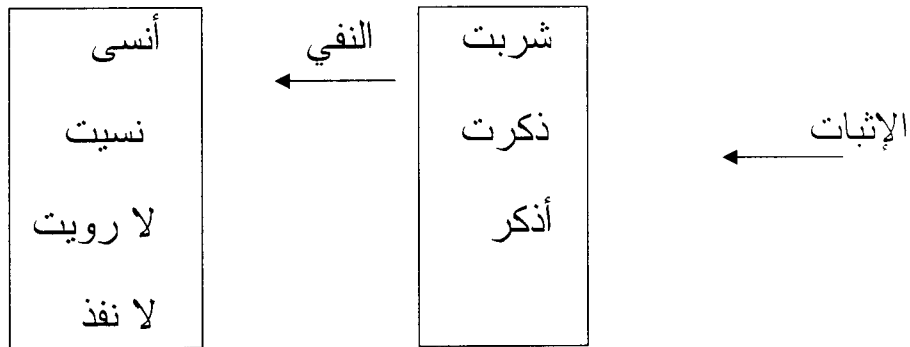 الإثبات
شربت
ذكرت
أذكر
النفي
أنسى
نسيت
لا رويت
لا نفذ